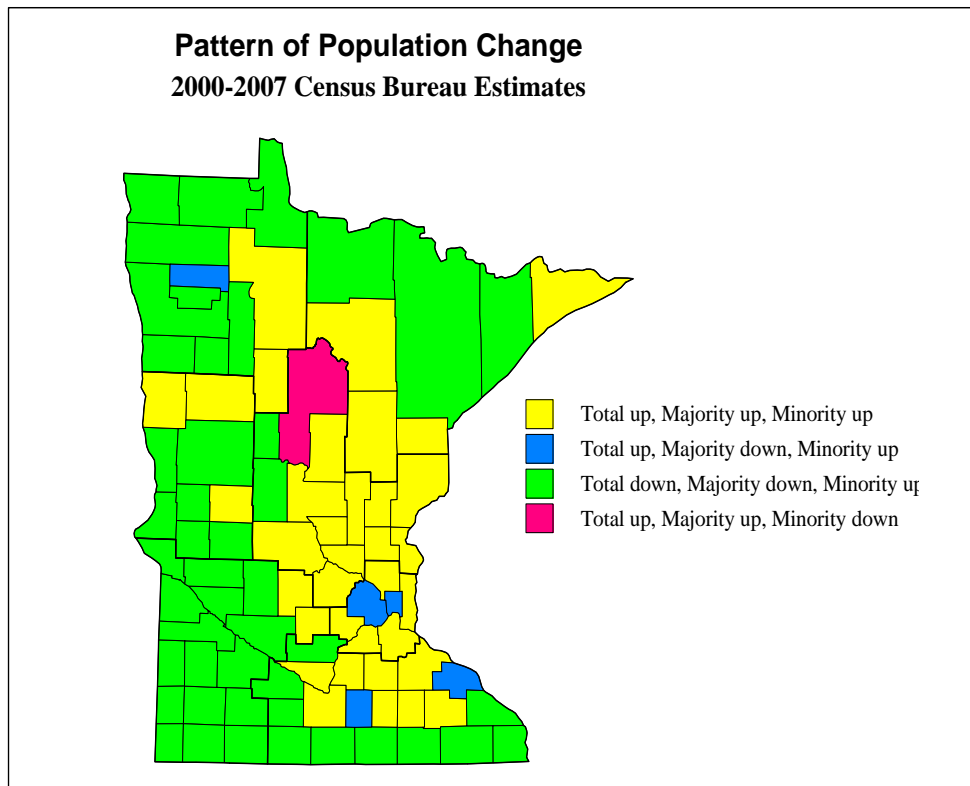 Pattern of Population Change
2000-2007 Census Bureau Estimates
Total up, Majority up, Minority up
Total up, Majority down, Minority up
Total down, Majority down, Minority up
Total up, Majority up, Minority down